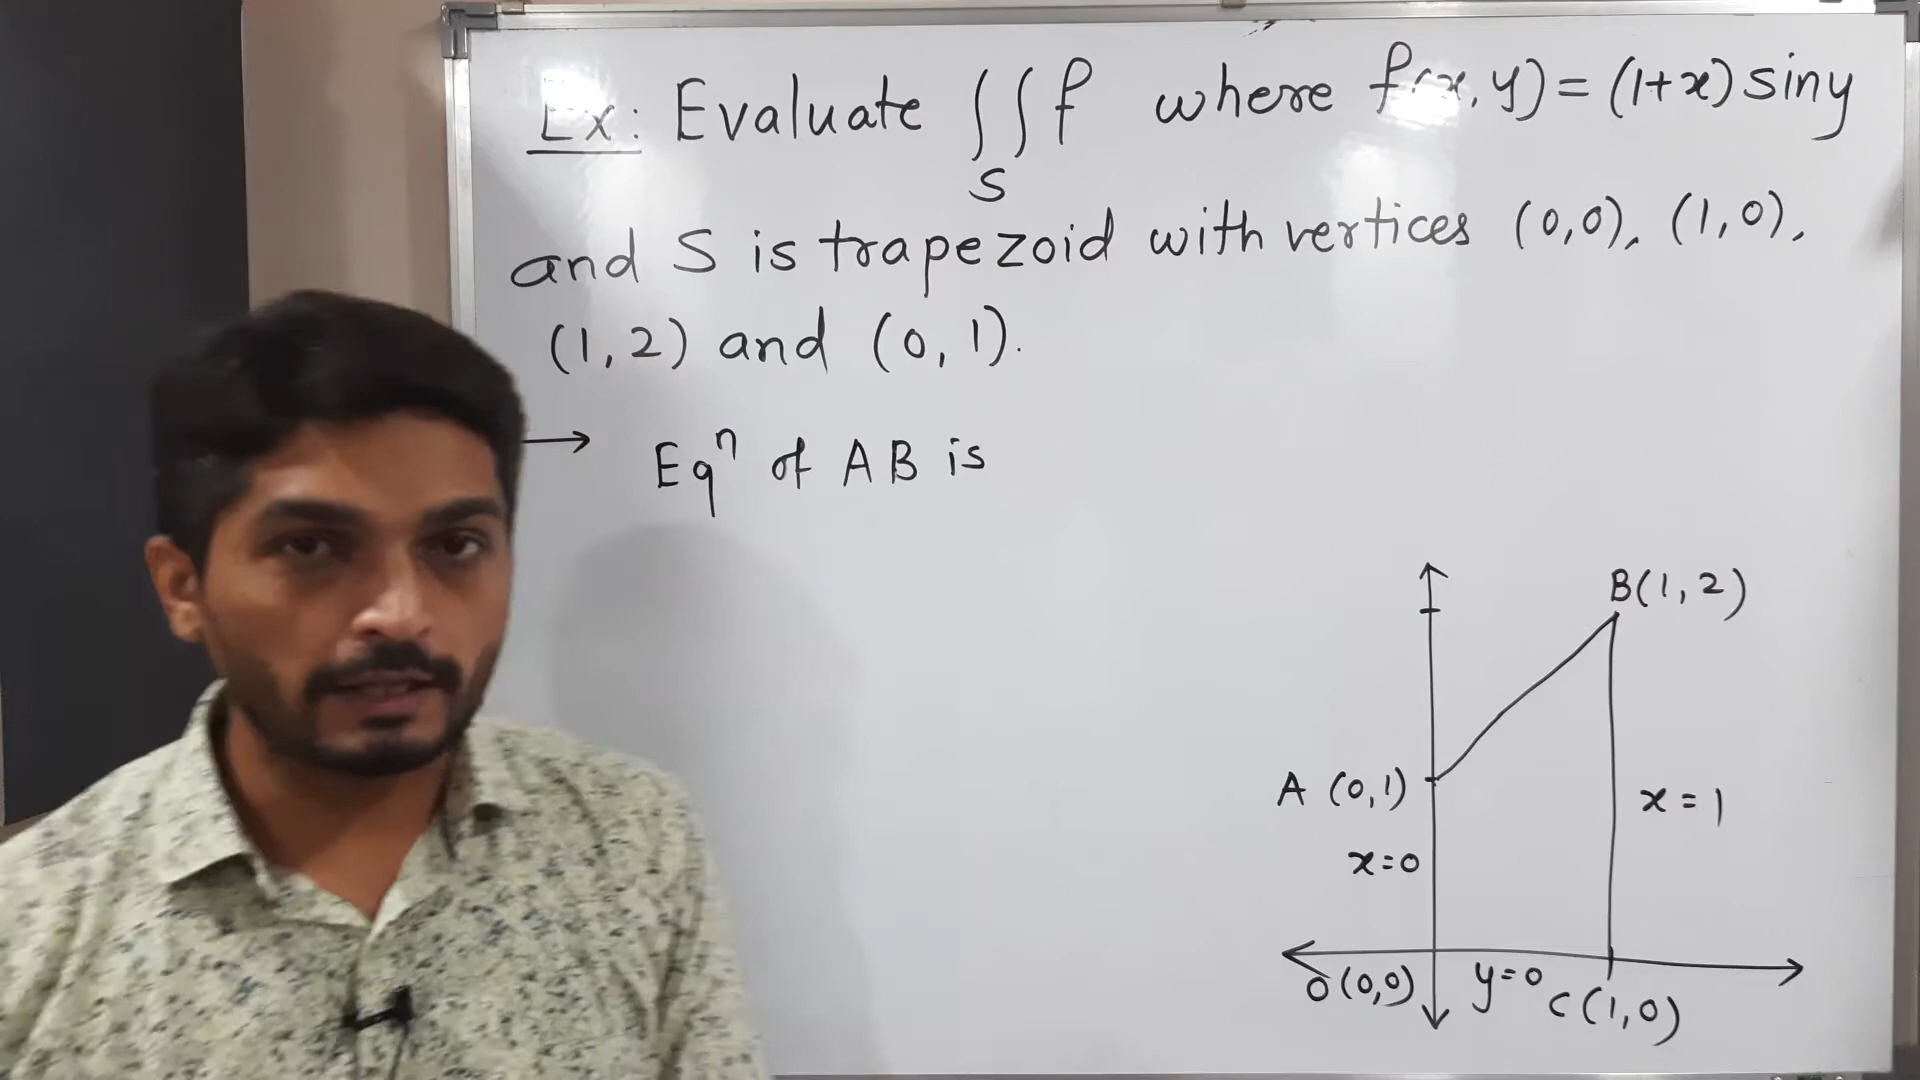 Ex: Evaluate ∬_S f where f(x, y) = (1+x) siny
and S is trapezoid with vertices (0,0), (1,0),
(1,2) and (0,1).
→ Eqⁿ of AB is
B(1,2)
A (0,1)
x=1
x=0
O(0,0)
y=0
C(1,0)